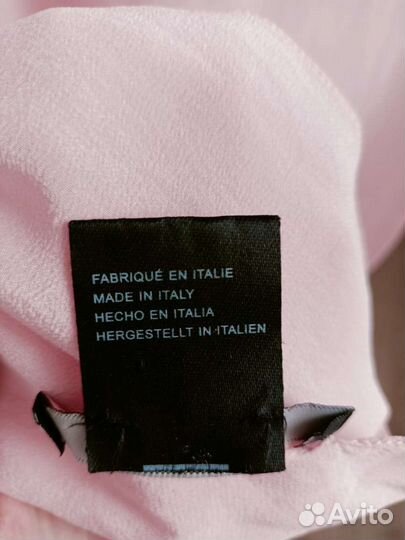 FABRIQUÉ EN ITALIE
MADE IN ITALY
HECHO EN ITALIA
HERGESTELLT IN ITALIEN
Avito